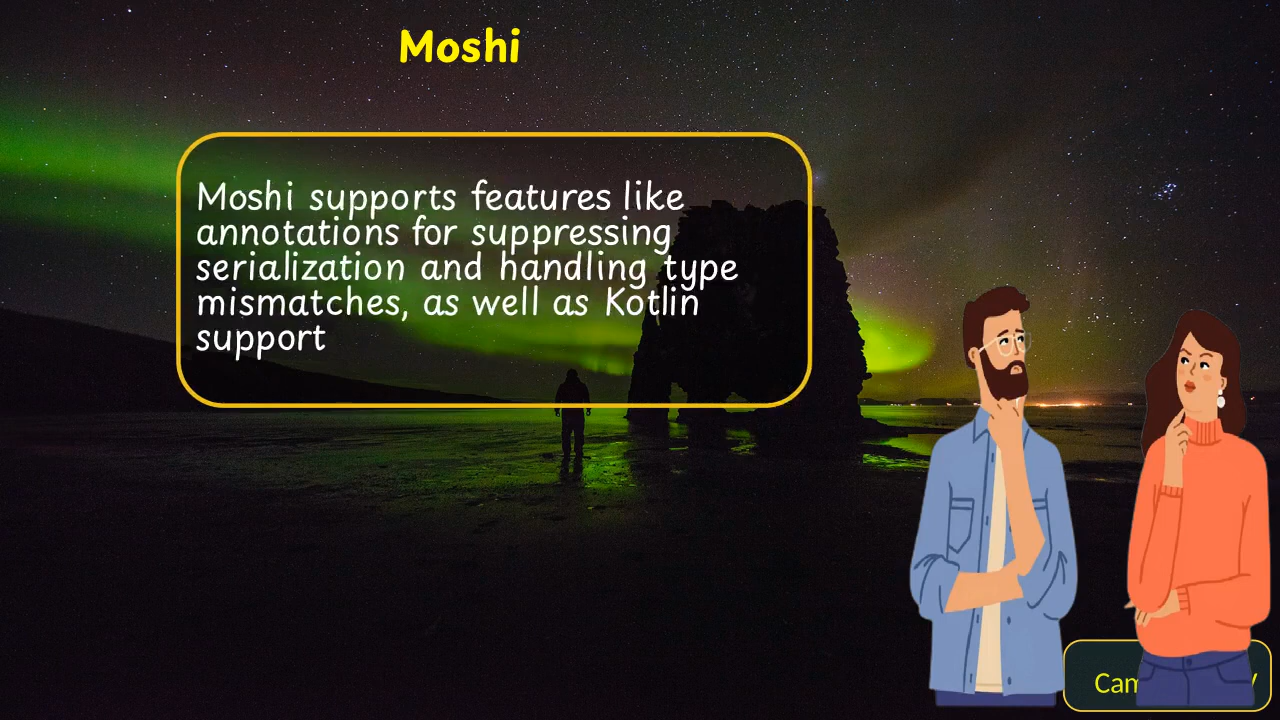 Moshi
Moshi supports features like
annotations for suppressing
serialization and handling type
mismatches, as well as Kotlin
support